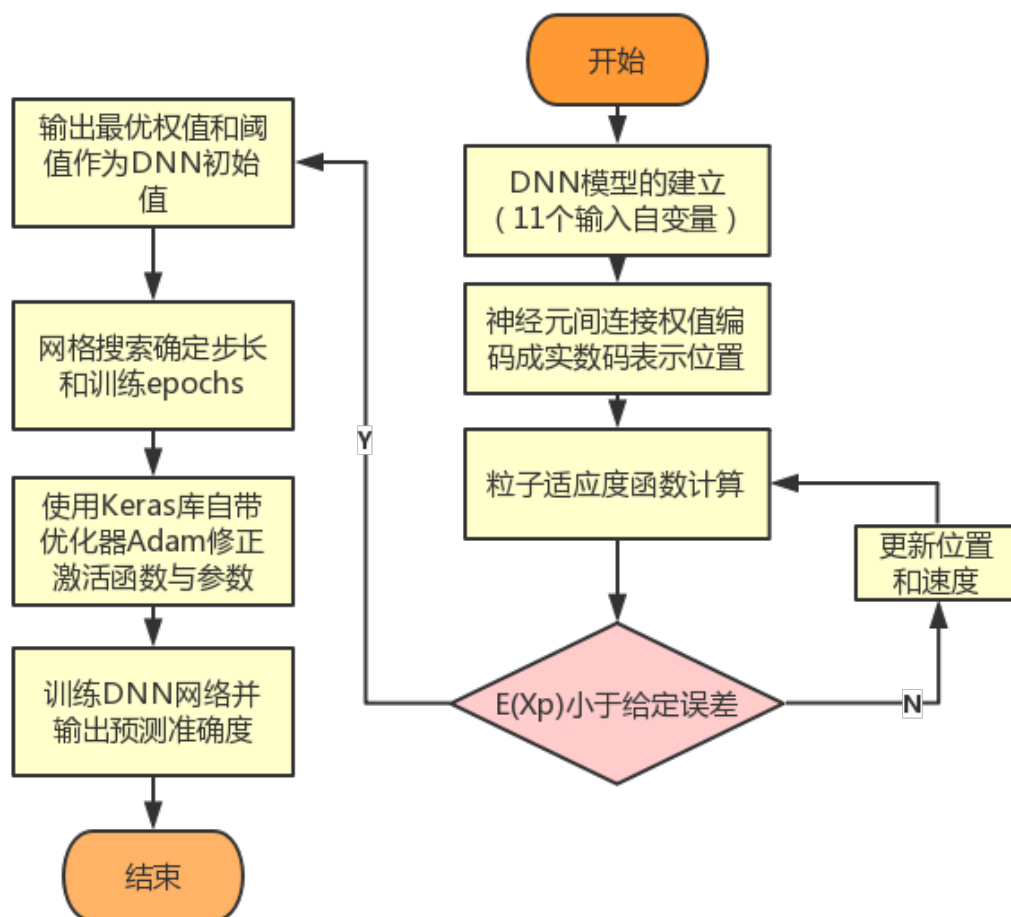 开始
DNN模型的建立
（11个输入自变量）
神经元间连接权值编
码成实数码表示位置
粒子适应度函数计算
E(Xp)小于给定误差
N
更新位置
和速度
Y
输出最优权值和阈
值作为DNN初始
值
网格搜索确定步长
和训练epochs
使用Keras库自带
优化器Adam修正
激活函数与参数
训练DNN网络并
输出预测准确度
结束